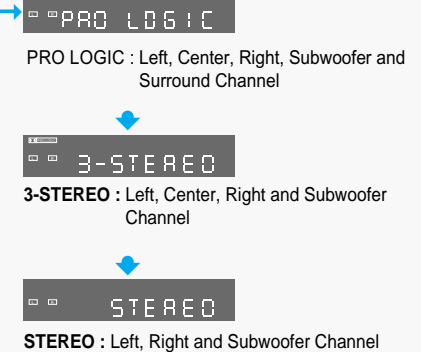 PRO LOGIC
PRO LOGIC : Left, Center, Right, Subwoofer and
Surround Channel
3-STEREO
3-STEREO : Left, Center, Right and Subwoofer
Channel
STEREO
STEREO : Left, Right and Subwoofer Channel